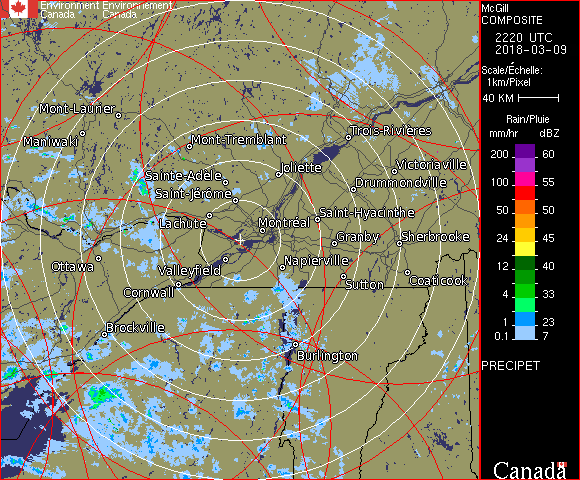 Environment Environnement
Canada Canada
McGill
COMPOSITE
2220 UTC
2018-03-09
Scale/Échelle:
1km/Pixel
40 KM
Rain/Pluie
mm/hr dBZ
200 60
100 55
50 50
24 45
12 40
4 33
1 23
0.1 7
PRECIPET
Canada
Mont-Laurier
Maniwaki
Mont-Tremblant
Trois-Rivières
Sainte-Adèle
Joliette
Victoriaville
Saint-Jérôme
Drummondville
Lachute
Montréal
Saint-Hyacinthe
Granby
Sherbrooke
Ottawa
Valleyfield
Napierville
Cornwall
Sutton
Coaticook
Brockville
Burlington